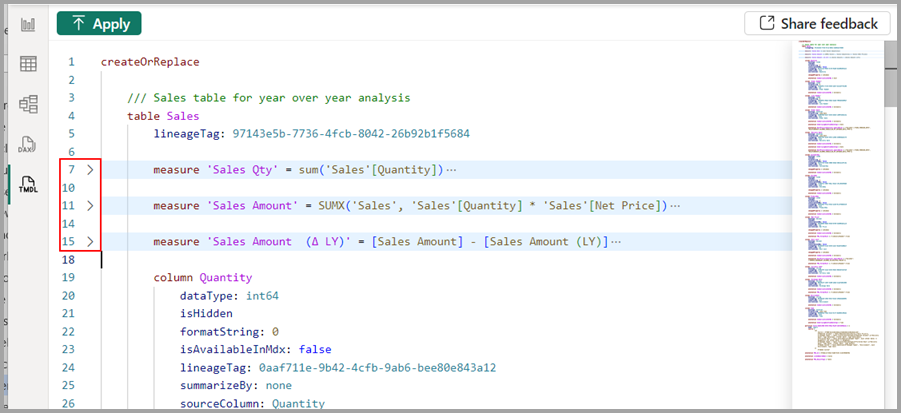 Apply
Share feedback
DAX
TMDL
1 createOrReplace
2
3 /// Sales table for year over year analysis
4 table Sales
5 lineageTag: 97143e5b-7736-4fcb-8042-26b92b1f5684
6
7 measure 'Sales Qty' = sum('Sales'[Quantity])⋯
10
11 measure 'Sales Amount' = SUMX('Sales', 'Sales'[Quantity] * 'Sales'[Net Price])⋯
14
15 measure 'Sales Amount (Δ LY)' = [Sales Amount] - [Sales Amount (LY)]⋯
18
19 column Quantity
20 dataType: int64
21 isHidden
22 formatString: 0
23 isAvailableInMdx: false
24 lineageTag: 0aaf711e-9b42-4cfb-9ab6-bee80e843a12
25 summarizeBy: none
26 sourceColumn: Quantity